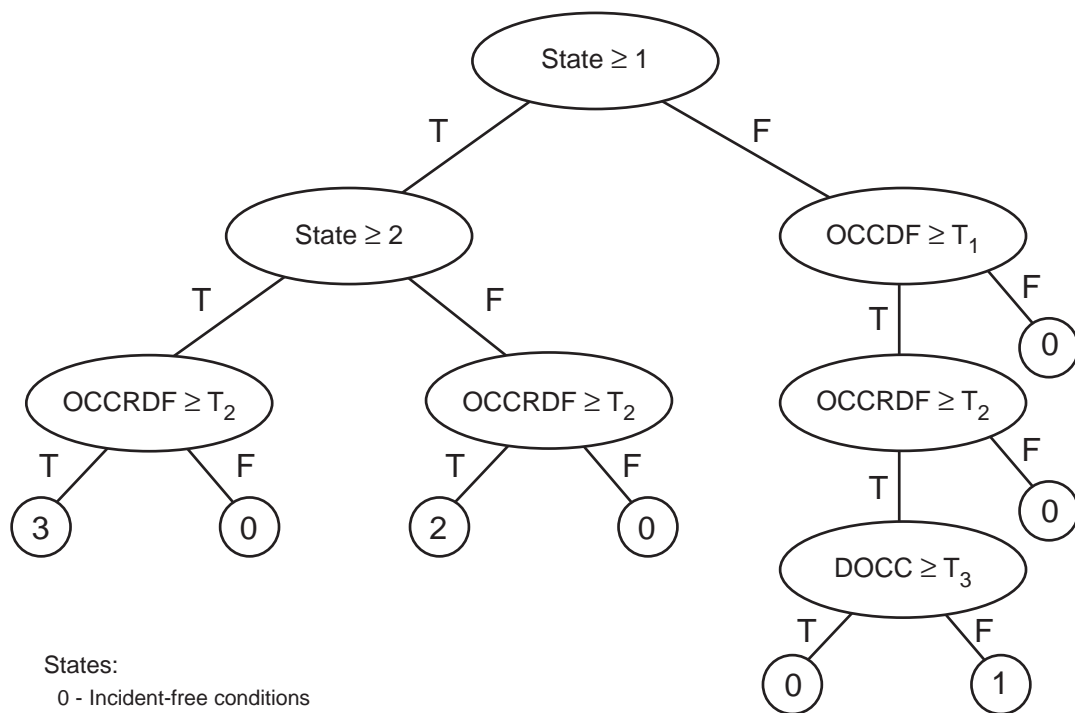 State ≥ 1
T
F
State ≥ 2
OCCDF ≥ T1
T
F
T
F
OCCRDF ≥ T2
OCCRDF ≥ T2
0
OCCRDF ≥ T2
T
F
T
F
T
F
3
0
2
0
0
DOCC ≥ T3
T
F
0
1
States:
0 - Incident-free conditions